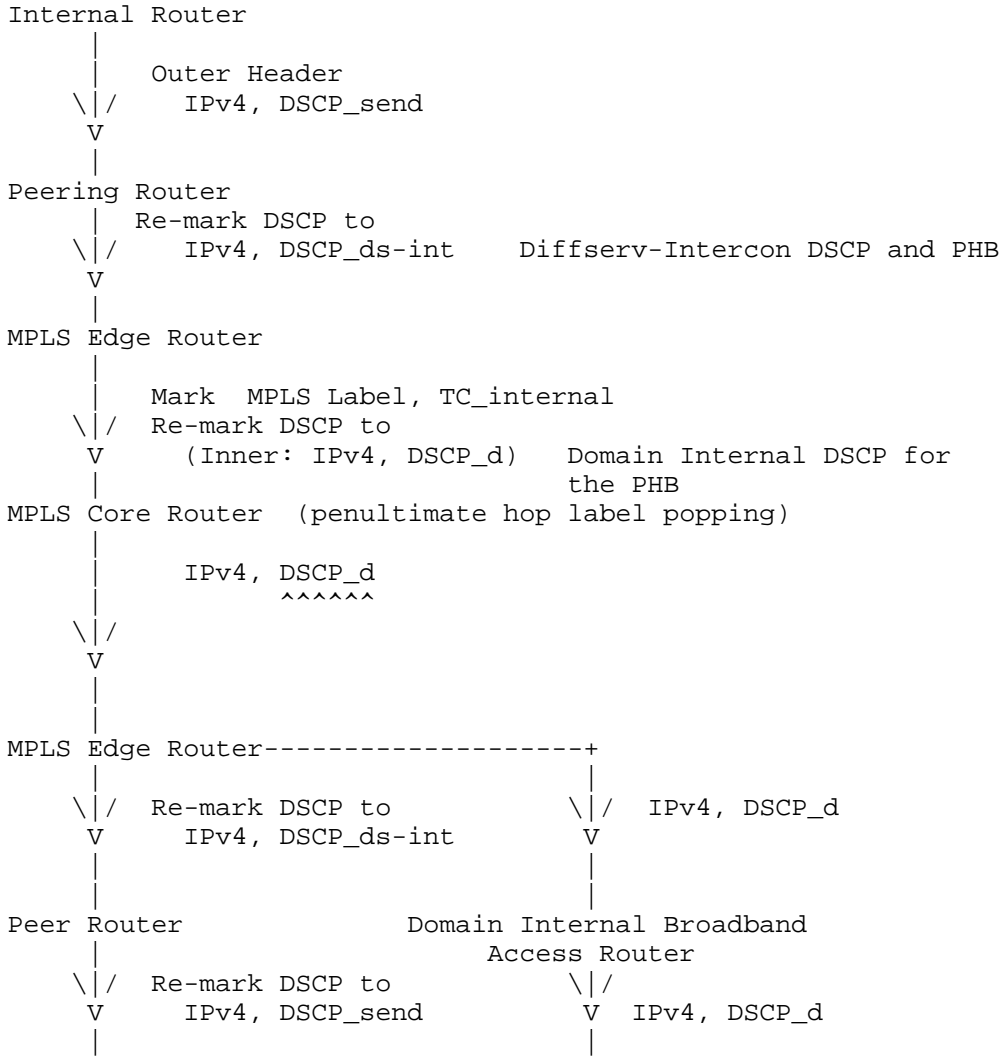 Internal Router
|
| Outer Header
\|/ IPv4, DSCP_send
V
|
Peering Router
| Re-mark DSCP to
\|/ IPv4, DSCP_ds-int Diffserv-Intercon DSCP and PHB
V
|
MPLS Edge Router
|
| Mark MPLS Label, TC_internal
\|/ Re-mark DSCP to
V (Inner: IPv4, DSCP_d) Domain Internal DSCP for
| the PHB
MPLS Core Router (penultimate hop label popping)
|
| IPv4, DSCP_d
| ^^^^^^
\|/
V
|
|
MPLS Edge Router--------------------+
| |
\|/ Re-mark DSCP to \|/ IPv4, DSCP_d
V IPv4, DSCP_ds-int V
| |
| |
Peer Router Domain Internal Broadband
| Access Router
\|/ Re-mark DSCP to \|/
V IPv4, DSCP_send V IPv4, DSCP_d
| |